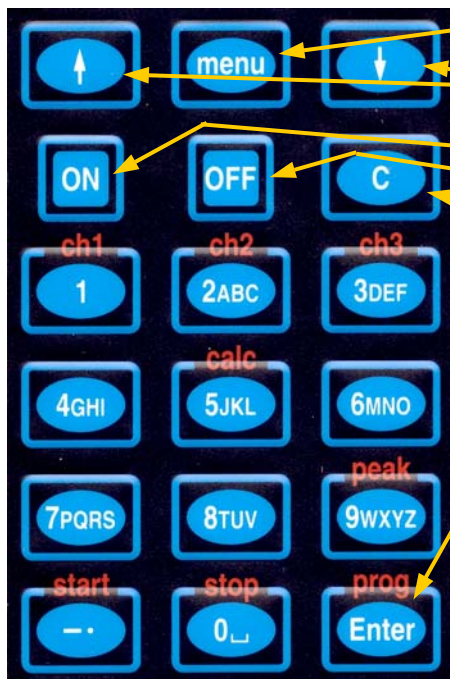 menu
ON OFF C
ch1 ch2 ch3
1 2ABC 3DEF
calc
4GHI 5JKL 6MNO
peak
7PQRS 8TUV 9WXYZ
start stop prog
−· 0⎵ Enter